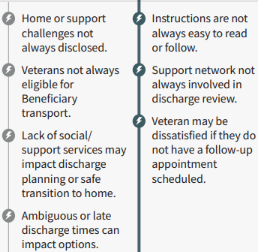 Home or support
challenges not
always disclosed.
Veterans not always
eligible for
Beneficiary
transport.
Lack of social/
support services may
impact discharge
planning or safe
transition to home.
Ambiguous or late
discharge times can
impact options.
Instructions are not
always easy to read
or follow.
Support network not
always involved in
discharge review.
Veteran may be
dissatisfied if they do
not have a follow-up
appointment
scheduled.